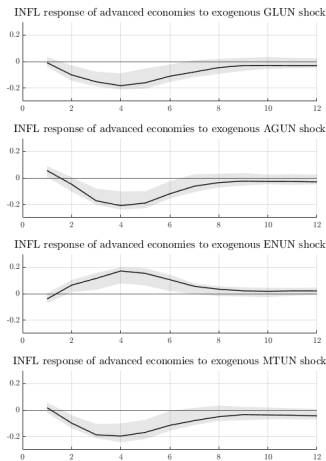 INFL response of advanced economies to exogenous GLUN shock
0.2
0
-0.2
0 2 4 6 8 10 12
INFL response of advanced economies to exogenous AGUN shock
0.2
0
-0.2
0 2 4 6 8 10 12
INFL response of advanced economies to exogenous ENUN shock
0.2
0
-0.2
0 2 4 6 8 10 12
INFL response of advanced economies to exogenous MTUN shock
0.2
0
-0.2
0 2 4 6 8 10 12